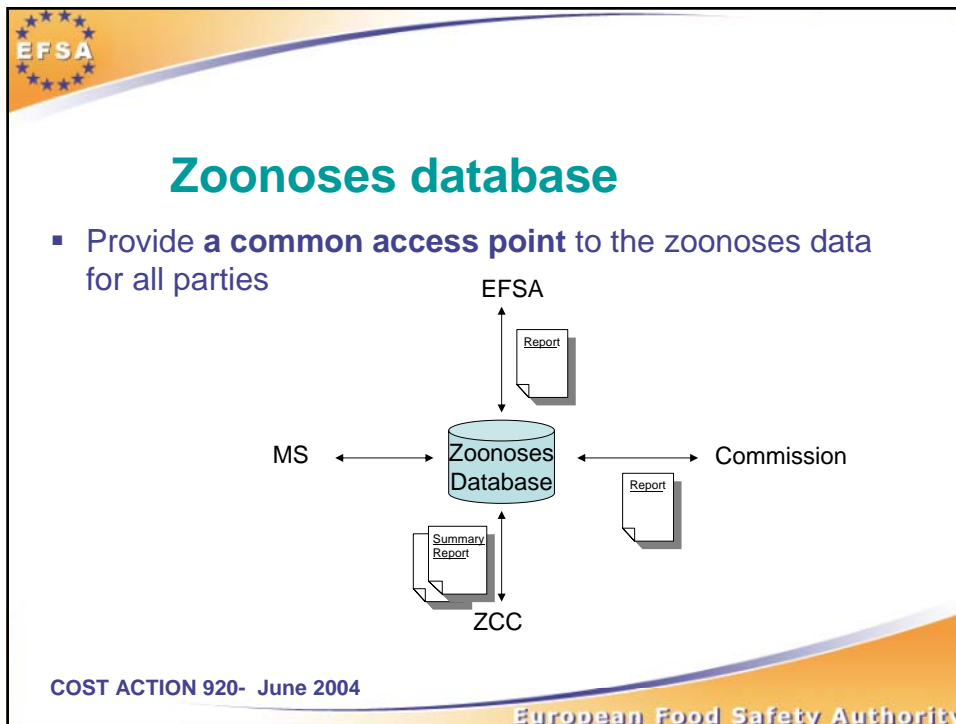 EFSA
Zoonoses database
▪ Provide a common access point to the zoonoses data
for all parties
EFSA
Report
MS
Zoonoses
Database
Commission
Report
Summary
Report
ZCC
COST ACTION 920- June 2004
European Food Safety Authority